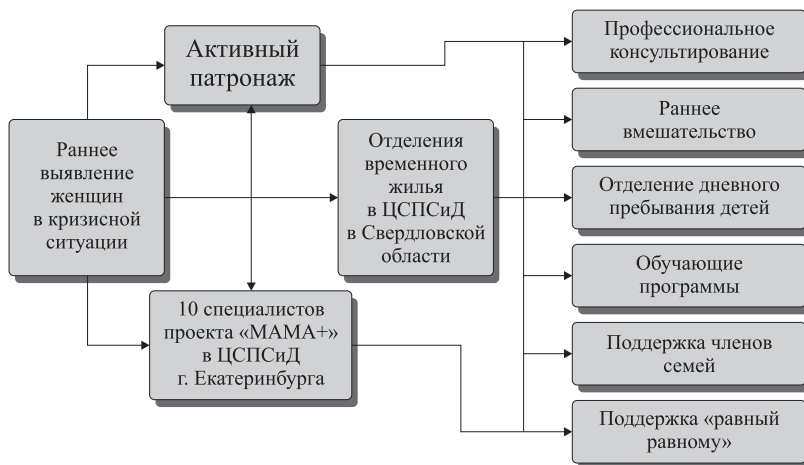 Раннее
выявление
женщин
в кризисной
ситуации
Активный
патронаж
Отделения
временного
жилья
в ЦСПСиД
в Свердловской
области
10 специалистов
проекта «МАМА+»
в ЦСПСиД
г. Екатеринбурга
Профессиональное
консультирование
Раннее
вмешательство
Отделение дневного
пребывания детей
Обучающие
программы
Поддержка членов
семей
Поддержка «равный
равному»